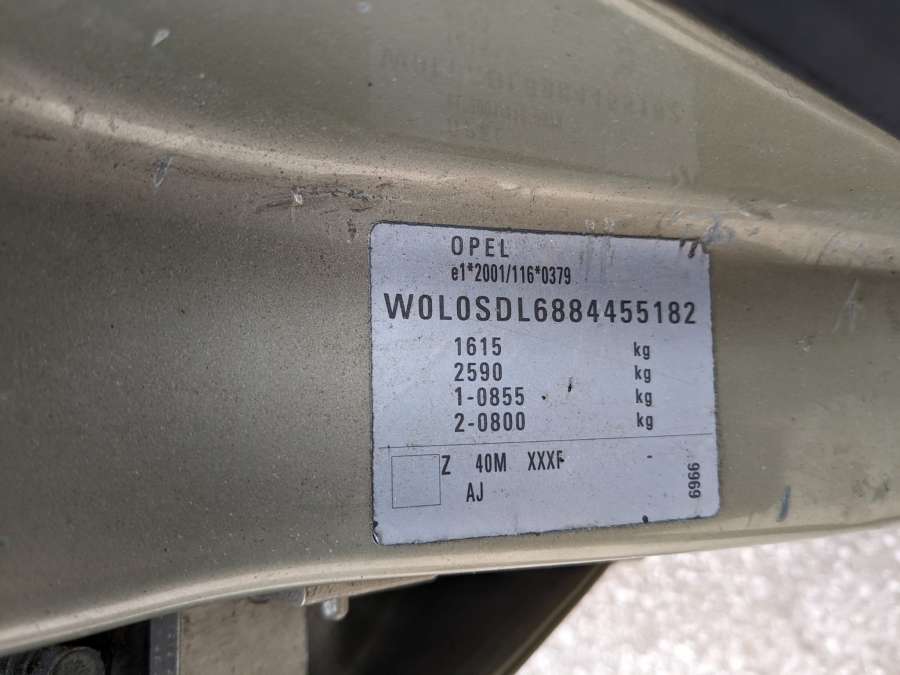 OPEL
e1*2001/116*0379
W0L0SDL6884455182
1615 kg
2590 kg
1-0855 kg
2-0800 kg
Z 40M XXXF
AJ
6966